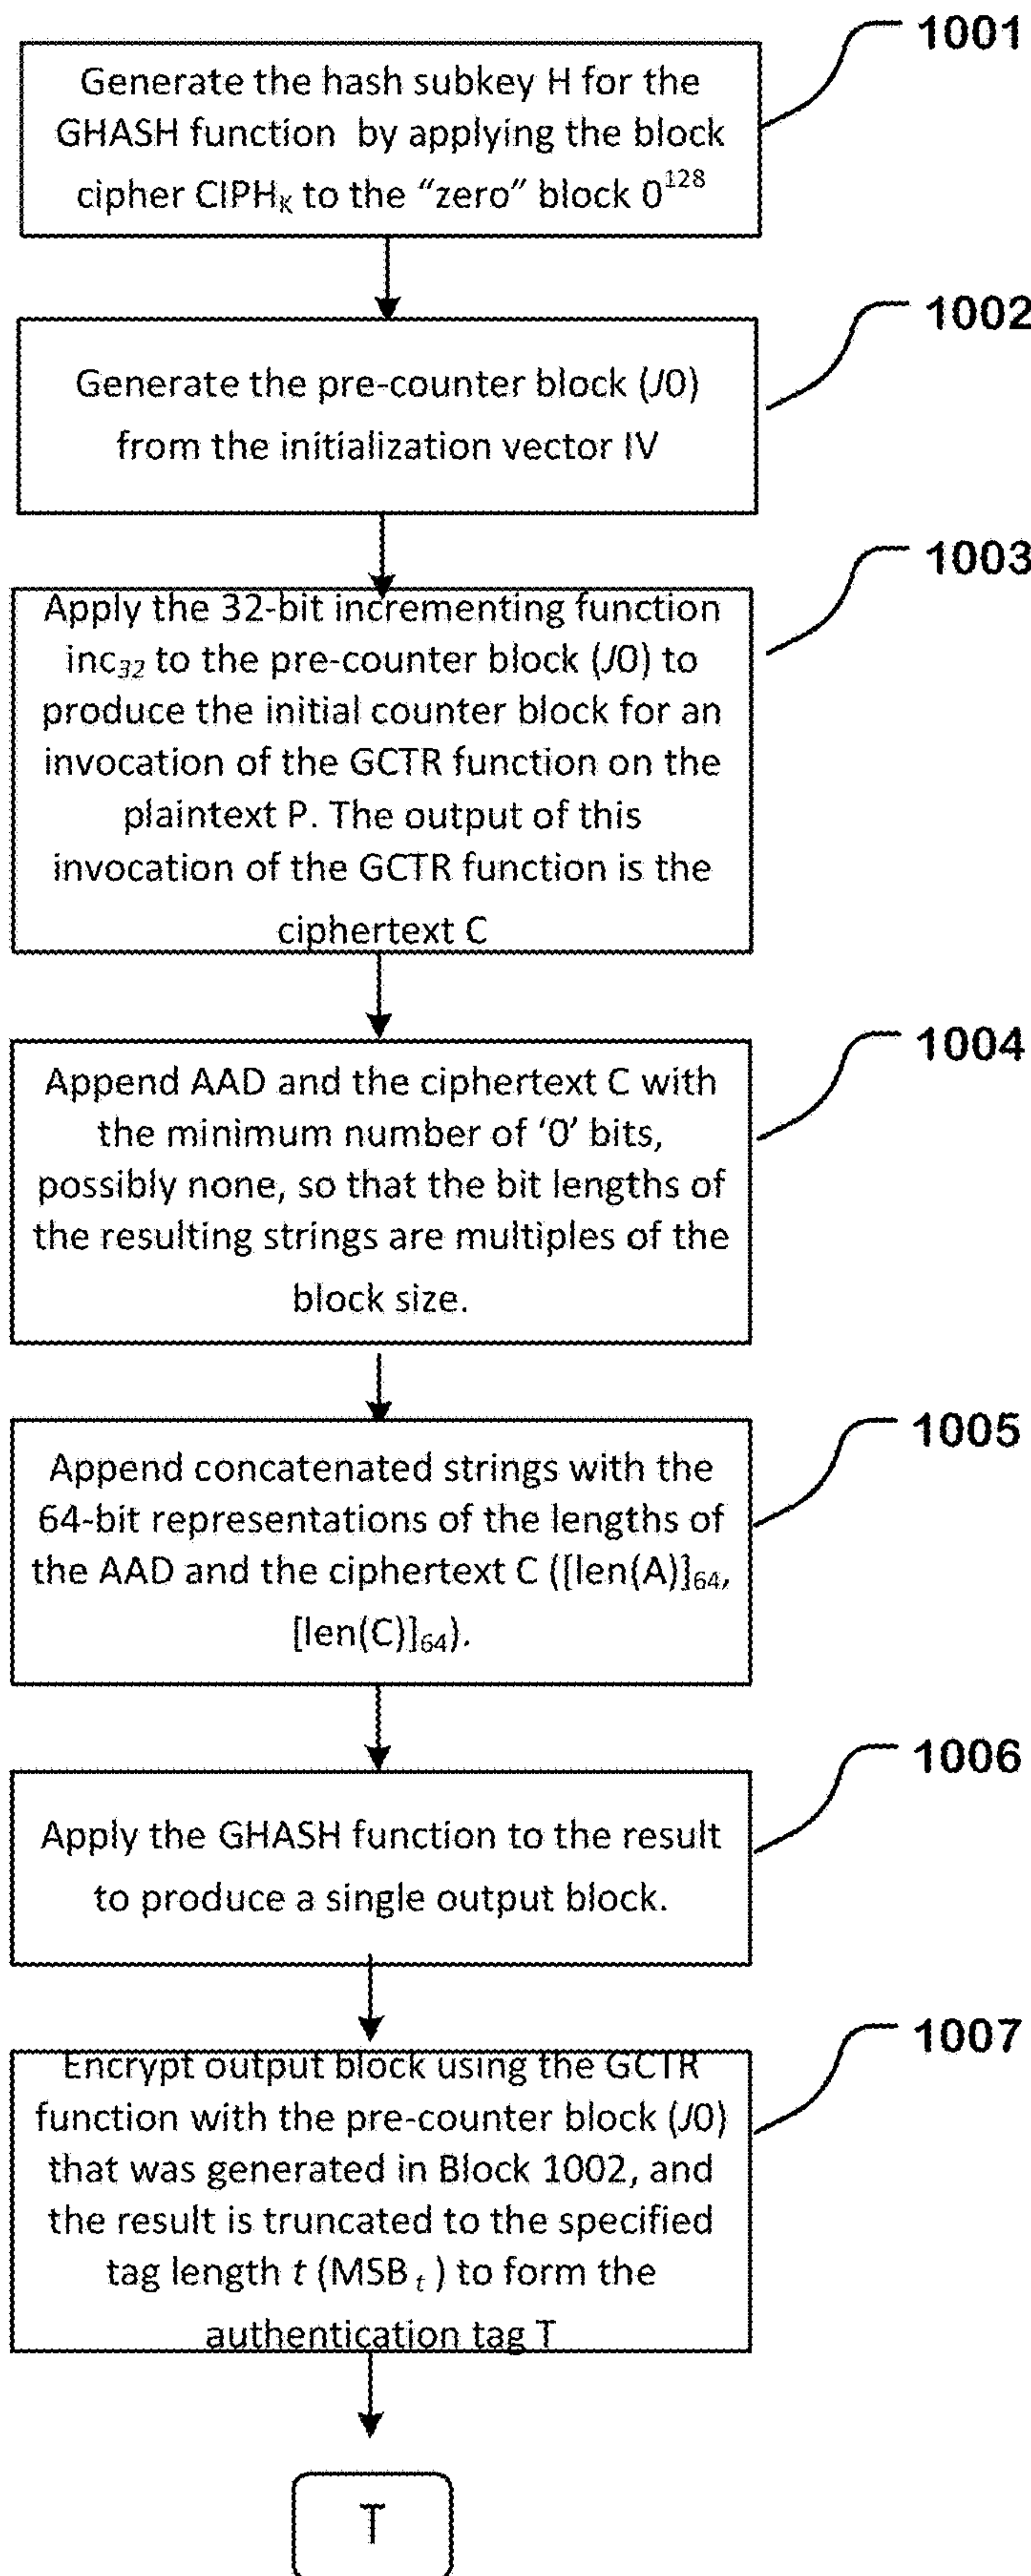 1001
Generate the hash subkey H for the
GHASH function by applying the block
cipher CIPHK to the “zero” block 0^128
1002
Generate the pre-counter block (J0)
from the initialization vector IV
1003
Apply the 32-bit incrementing function
inc32 to the pre-counter block (J0) to
produce the initial counter block for an
invocation of the GCTR function on the
plaintext P. The output of this
invocation of the GCTR function is the
ciphertext C
1004
Append AAD and the ciphertext C with
the minimum number of ‘0’ bits,
possibly none, so that the bit lengths of
the resulting strings are multiples of the
block size.
1005
Append concatenated strings with the
64-bit representations of the lengths of
the AAD and the ciphertext C ([len(A)]64,
[len(C)]64).
1006
Apply the GHASH function to the result
to produce a single output block.
1007
Encrypt output block using the GCTR
function with the pre-counter block (J0)
that was generated in Block 1002, and
the result is truncated to the specified
tag length t (MSB t ) to form the
authentication tag T
T